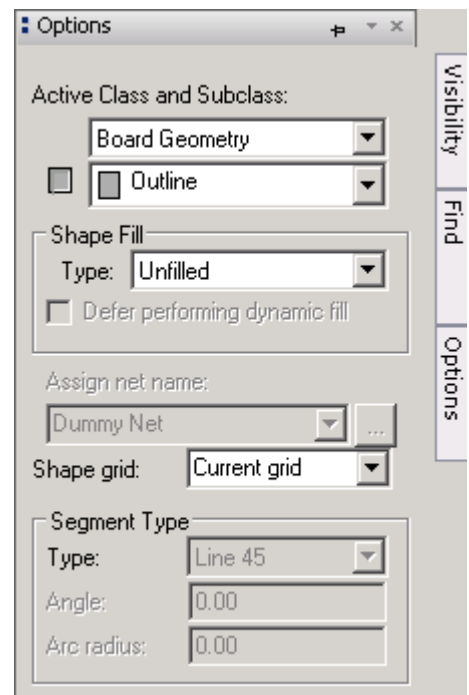 Options
Active Class and Subclass:
Board Geometry
Outline
Shape Fill
Type: Unfilled
Defer performing dynamic fill
Assign net name:
Dummy Net ...
Shape grid: Current grid
Segment Type
Type: Line 45
Angle: 0.00
Arc radius: 0.00
Visibility
Find
Options